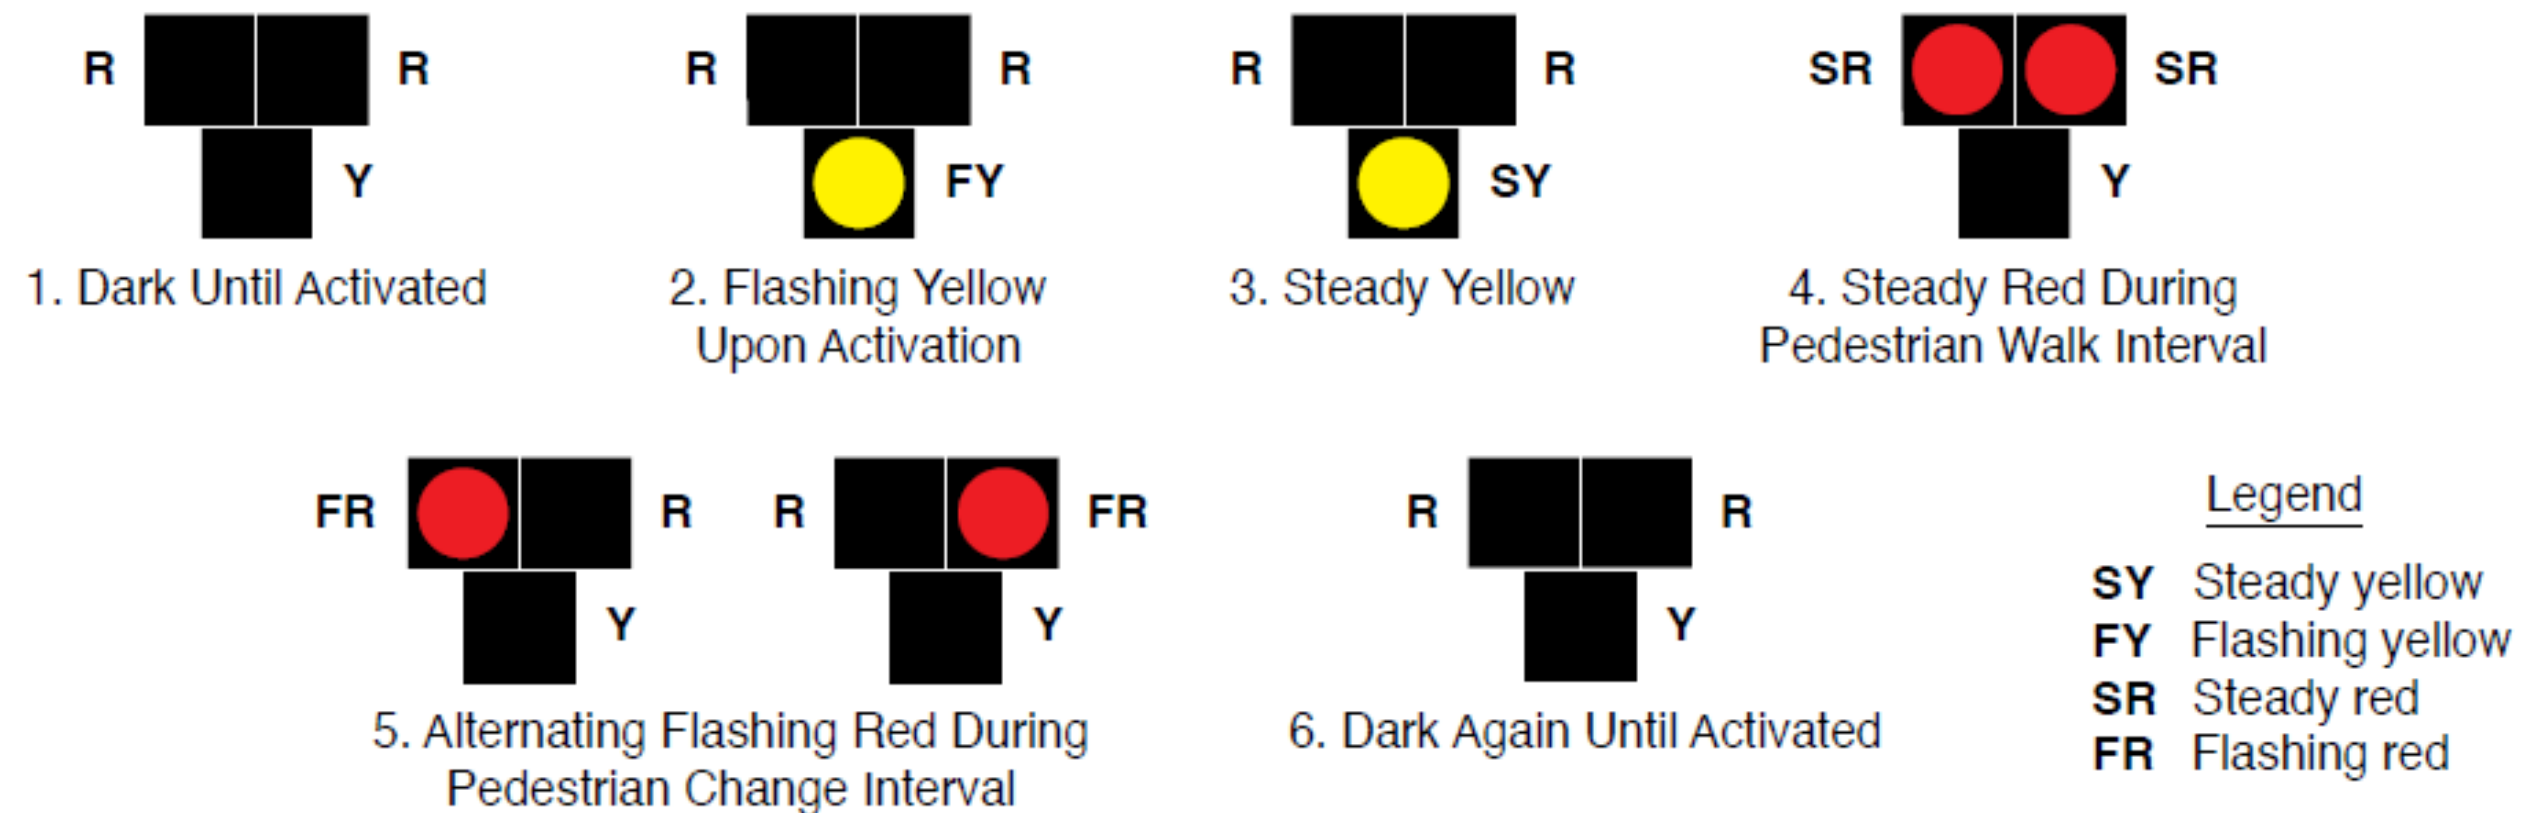 R R R R R R SR SR
Y FY SY Y
1. Dark Until Activated 2. Flashing Yellow 3. Steady Yellow 4. Steady Red During
Upon Activation Pedestrian Walk Interval
FR R R FR R R Legend
Y Y Y SY Steady yellow
FY Flashing yellow
SR Steady red
5. Alternating Flashing Red During 6. Dark Again Until Activated FR Flashing red
Pedestrian Change Interval